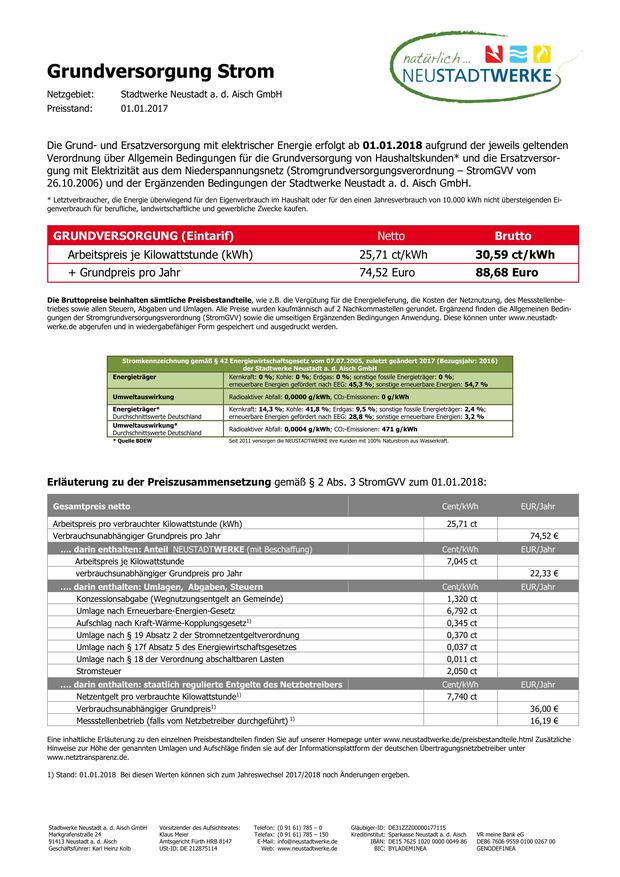 natürlich...
NEUSTADTWERKE
Grundversorgung Strom
Netzgebiet: Stadtwerke Neustadt a. d. Aisch GmbH
Preisstand: 01.01.2017
Die Grund- und Ersatzversorgung mit elektrischer Energie erfolgt ab 01.01.2018 aufgrund der jeweils geltenden
Verordnung über Allgemein Bedingungen für die Grundversorgung von Haushaltskunden* und die Ersatzversor-
gung mit Elektrizität aus dem Niederspannungsnetz (Stromgrundversorgungsverordnung – StromGVV vom
26.10.2006) und der Ergänzenden Bedingungen der Stadtwerke Neustadt a. d. Aisch GmbH.
* Letztverbraucher, die Energie überwiegend für den Eigenverbrauch im Haushalt oder für den einen Jahresverbrauch von 10.000 kWh nicht übersteigenden Ei-
genverbrauch für berufliche, landwirtschaftliche und gewerbliche Zwecke kaufen.
GRUNDVERSORGUNG (Eintarif) Netto Brutto
Arbeitspreis je Kilowattstunde (kWh) 25,71 ct/kWh 30,59 ct/kWh
+ Grundpreis pro Jahr 74,52 Euro 88,68 Euro
Die Bruttopreise beinhalten sämtliche Preisbestandteile, wie z.B. die Vergütung für die Energielieferung, die Kosten der Netznutzung, des Messstellenbe-
triebes sowie allen Steuern, Abgaben und Umlagen. Alle Preise wurden kaufmännisch auf 2 Nachkommastellen gerundet. Ergänzend finden die Allgemeinen Bedin-
gungen der Stromgrundversorgungsverordnung (StromGVV) sowie die umseitigen Ergänzenden Bedingungen Anwendung. Diese können unter www.neustadt-
werke.de abgerufen und in wiedergabefähiger Form gespeichert und ausgedruckt werden.
Stromkennzeichnung gemäß § 42 Energiewirtschaftsgesetz vom 07.07.2005, zuletzt geändert 2017 (Bezugsjahr: 2016)
der Stadtwerke Neustadt a. d. Aisch GmbH
Energieträger Kernkraft: 0 %; Kohle: 0 %; Erdgas: 0 %; sonstige fossile Energieträger: 0 %;
erneuerbare Energien gefördert nach EEG: 45,3 %; sonstige erneuerbare Energien: 54,7 %
Umweltauswirkung Radioaktiver Abfall: 0,0000 g/kWh, CO₂-Emissionen: 0 g/kWh
Energieträger* Kernkraft: 14,3 %; Kohle: 41,8 %; Erdgas: 9,5 %; sonstige fossile Energieträger: 2,4 %;
Durchschnittswerte Deutschland erneuerbare Energien gefördert nach EEG: 28,8 %; sonstige erneuerbare Energien: 3,2 %
Umweltauswirkung* Radioaktiver Abfall: 0,0004 g/kWh; CO₂-Emissionen: 471 g/kWh
Durchschnittswerte Deutschland
* Quelle BDEW Seit 2011 versorgen die NEUSTADTWERKE ihre Kunden mit 100% Naturstrom aus Wasserkraft.
Erläuterung zu der Preiszusammensetzung gemäß § 2 Abs. 3 StromGVV zum 01.01.2018:
Gesamtpreis netto Cent/kWh EUR/Jahr
Arbeitspreis pro verbrauchter Kilowattstunde (kWh) 25,71 ct
Verbrauchsunabhängiger Grundpreis pro Jahr 74,52 €
.... darin enthalten: Anteil NEUSTADTWERKE (mit Beschaffung) Cent/kWh EUR/Jahr
Arbeitspreis je Kilowattstunde 7,045 ct
verbrauchsunabhängiger Grundpreis pro Jahr 22,33 €
.... darin enthalten: Umlagen, Abgaben, Steuern Cent/kWh EUR/Jahr
Konzessionsabgabe (Wegnutzungsentgelt an Gemeinde) 1,320 ct
Umlage nach Erneuerbare-Energien-Gesetz 6,792 ct
Aufschlag nach Kraft-Wärme-Kopplungsgesetz¹⁾ 0,345 ct
Umlage nach § 19 Absatz 2 der Stromnetzentgeltverordnung 0,370 ct
Umlage nach § 17f Absatz 5 des Energiewirtschaftsgesetzes 0,037 ct
Umlage nach § 18 der Verordnung abschaltbaren Lasten 0,011 ct
Stromsteuer 2,050 ct
.... darin enthalten: staatlich regulierte Entgelte des Netzbetreibers Cent/kWh EUR/Jahr
Netzentgelt pro verbrauchte Kilowattstunde¹⁾ 7,740 ct
Verbrauchsunabhängiger Grundpreis¹⁾ 36,00 €
Messstellenbetrieb (falls vom Netzbetreiber durchgeführt) ¹⁾ 16,19 €
Eine inhaltliche Erläuterung zu den einzelnen Preisbestandteilen finden Sie auf unserer Homepage unter www.neustadtwerke.de/preisbestandteile.html Zusätzliche
Hinweise zur Höhe der genannten Umlagen und Aufschläge finden sie auf der Informationsplattform der deutschen Übertragungsnetzbetreiber unter
www.netztransparenz.de.
1) Stand: 01.01.2018 Bei diesen Werten können sich zum Jahreswechsel 2017/2018 noch Änderungen ergeben.
Stadtwerke Neustadt a. d. Aisch GmbH Vorsitzender des Aufsichtsrates: Telefon: (0 91 61) 785 – 0 Gläubiger-ID: DE31ZZZ00000177115
Markgrafenstraße 24 Klaus Meier Telefax: (09 61) 785 – 150 Kreditinstitut: Sparkasse Neustadt a. d. Aisch VR meine Bank eG
91413 Neustadt a. d. Aisch Amtsgericht Fürth HRB 8147 E-Mail: info@neustadtwerke.de IBAN: DE15 7625 1020 0000 0049 86 DE86 7606 9559 0100 0267 00
Geschäftsführer: Karl Heinz Kolb USt-ID: DE 212875114 Web: www.neustadtwerke.de BIC: BYLADEM1NEA GENODEF1NEA